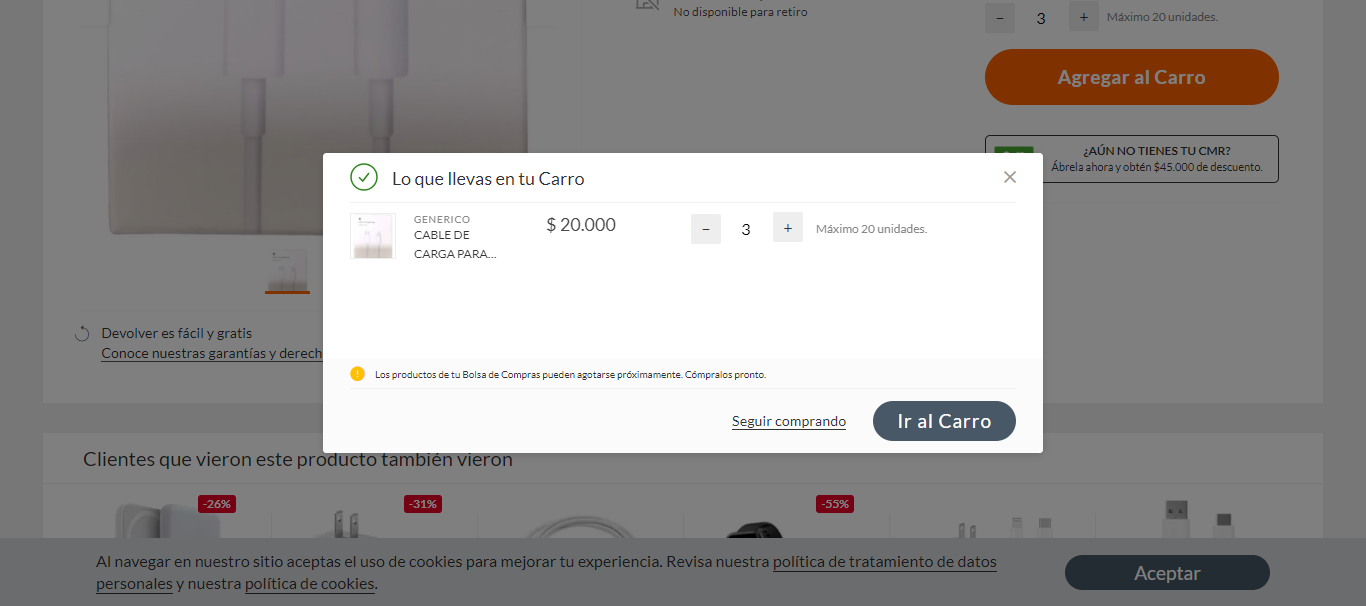 No disponible para retiro
−
3
+
Máximo 20 unidades.
Agregar al Carro
¿AÚN NO TIENES TU CMR?
Ábrela ahora y obtén $45.000 de descuento.
Lo que llevas en tu Carro
GENERICO
CABLE DE
CARGA PARA...
$ 20.000
−
3
+
Máximo 20 unidades.
Devolver es fácil y gratis
Conoce nuestras garantías y derech
Los productos de tu Bolsa de Compras pueden agotarse próximamente. Cómpralos pronto.
Seguir comprando
Ir al Carro
Clientes que vieron este producto también vieron
-26%
-31%
-55%
Al navegar en nuestro sitio aceptas el uso de cookies para mejorar tu experiencia. Revisa nuestra política de tratamiento de datos
personales y nuestra política de cookies.
Aceptar